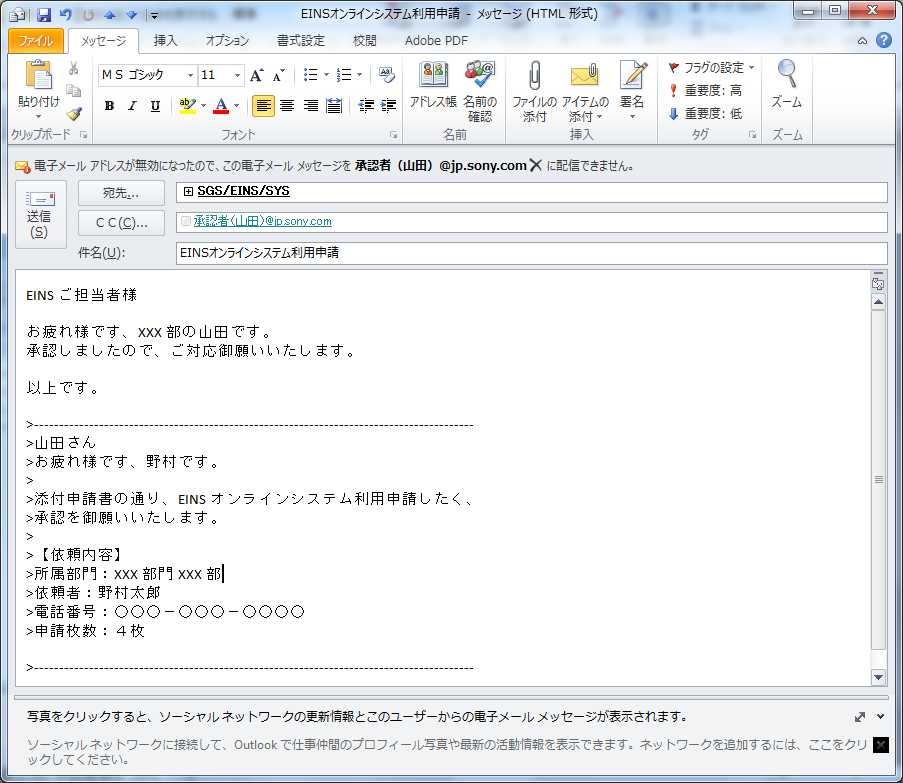 EINSオンラインシステム利用申請 - メッセージ (HTML 形式)
ファイル メッセージ 挿入 オプション 書式設定 校閲 Adobe PDF
貼り付け
クリップボード
ＭＳ ゴシック 11
B I U
フォント
アドレス帳 名前の確認
名前
ファイルの添付 アイテムの添付 署名
挿入
フラグの設定
重要度: 高
重要度: 低
タグ
ズーム
ズーム
電子メール アドレスが無効になったので、この電子メール メッセージを 承認者（山田）@jp.sony.com に配信できません。
送信(S)
宛先... SGS/EINS/SYS
ＣＣ(C)... 承認者（山田）@jp.sony.com
件名(U): EINSオンラインシステム利用申請
EINS ご担当者様
お疲れ様です、XXX 部の山田です。
承認しましたので、ご対応御願いいたします。
以上です。
>----------------------------------------------------------------------------------------
>山田さん
>お疲れ様です、野村です。
>
>添付申請書の通り、EINS オンラインシステム利用申請したく、
>承認を御願いいたします。
>
>【依頼内容】
>所属部門：XXX 部門 XXX 部
>依頼者：野村太郎
>電話番号：〇〇〇－〇〇〇－〇〇〇〇
>申請枚数：４枚
>----------------------------------------------------------------------------------------
写真をクリックすると、ソーシャル ネットワークの更新情報とこのユーザーからの電子メール メッセージが表示されます。
ソーシャル ネットワークに接続して、Outlook で仕事仲間のプロフィール写真や最新の活動情報を表示できます。ネットワークを追加するには、ここをクリ
ックしてください。